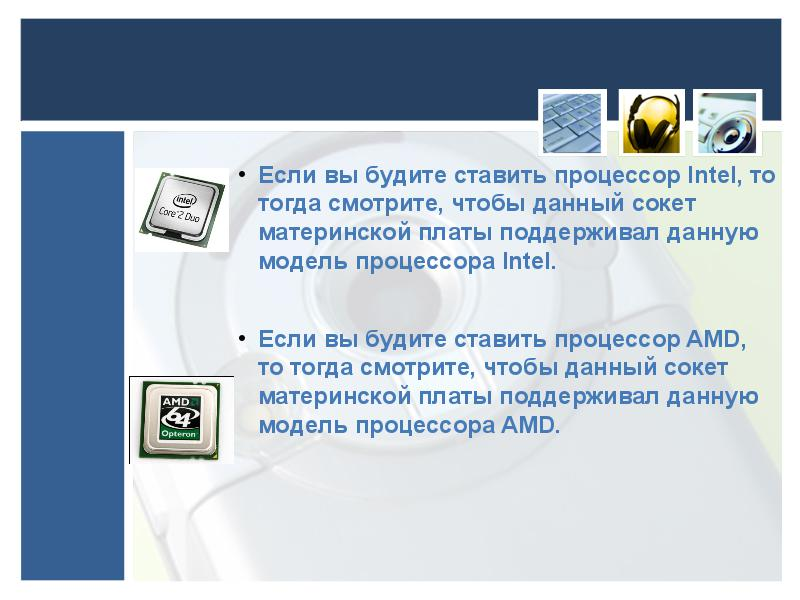 • Если вы будите ставить процессор Intel, то
тогда смотрите, чтобы данный сокет
материнской платы поддерживал данную
модель процессора Intel.
intel
Core™2 Duo
• Если вы будите ставить процессор AMD,
то тогда смотрите, чтобы данный сокет
материнской платы поддерживал данную
модель процессора AMD.
AMD
64
Opteron